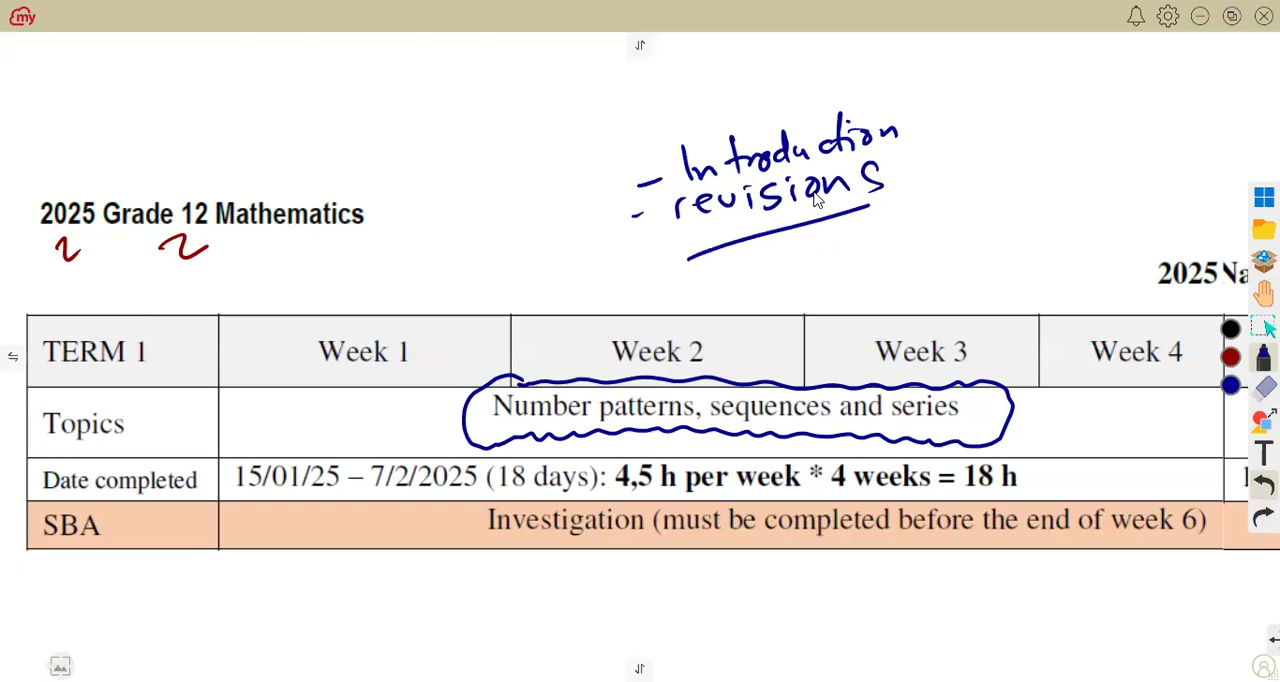 my
- Introduction
- revisions
2025 Grade 12 Mathematics
2025 Na
TERM 1 Week 1 Week 2 Week 3 Week 4
Topics Number patterns, sequences and series
Date completed 15/01/25 – 7/2/2025 (18 days): 4,5 h per week * 4 weeks = 18 h 1
SBA Investigation (must be completed before the end of week 6)
T